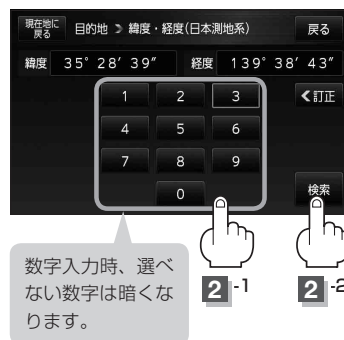 現在地に
戻る
目的地 > 緯度・経度(日本測地系)
戻る
緯度 35°28′39″ 経度 139°38′43″
1 2 3
<訂正
4 5 6
7 8 9
0
検索
2-1
2-2
数字入力時、選べ
ない数字は暗くな
ります。